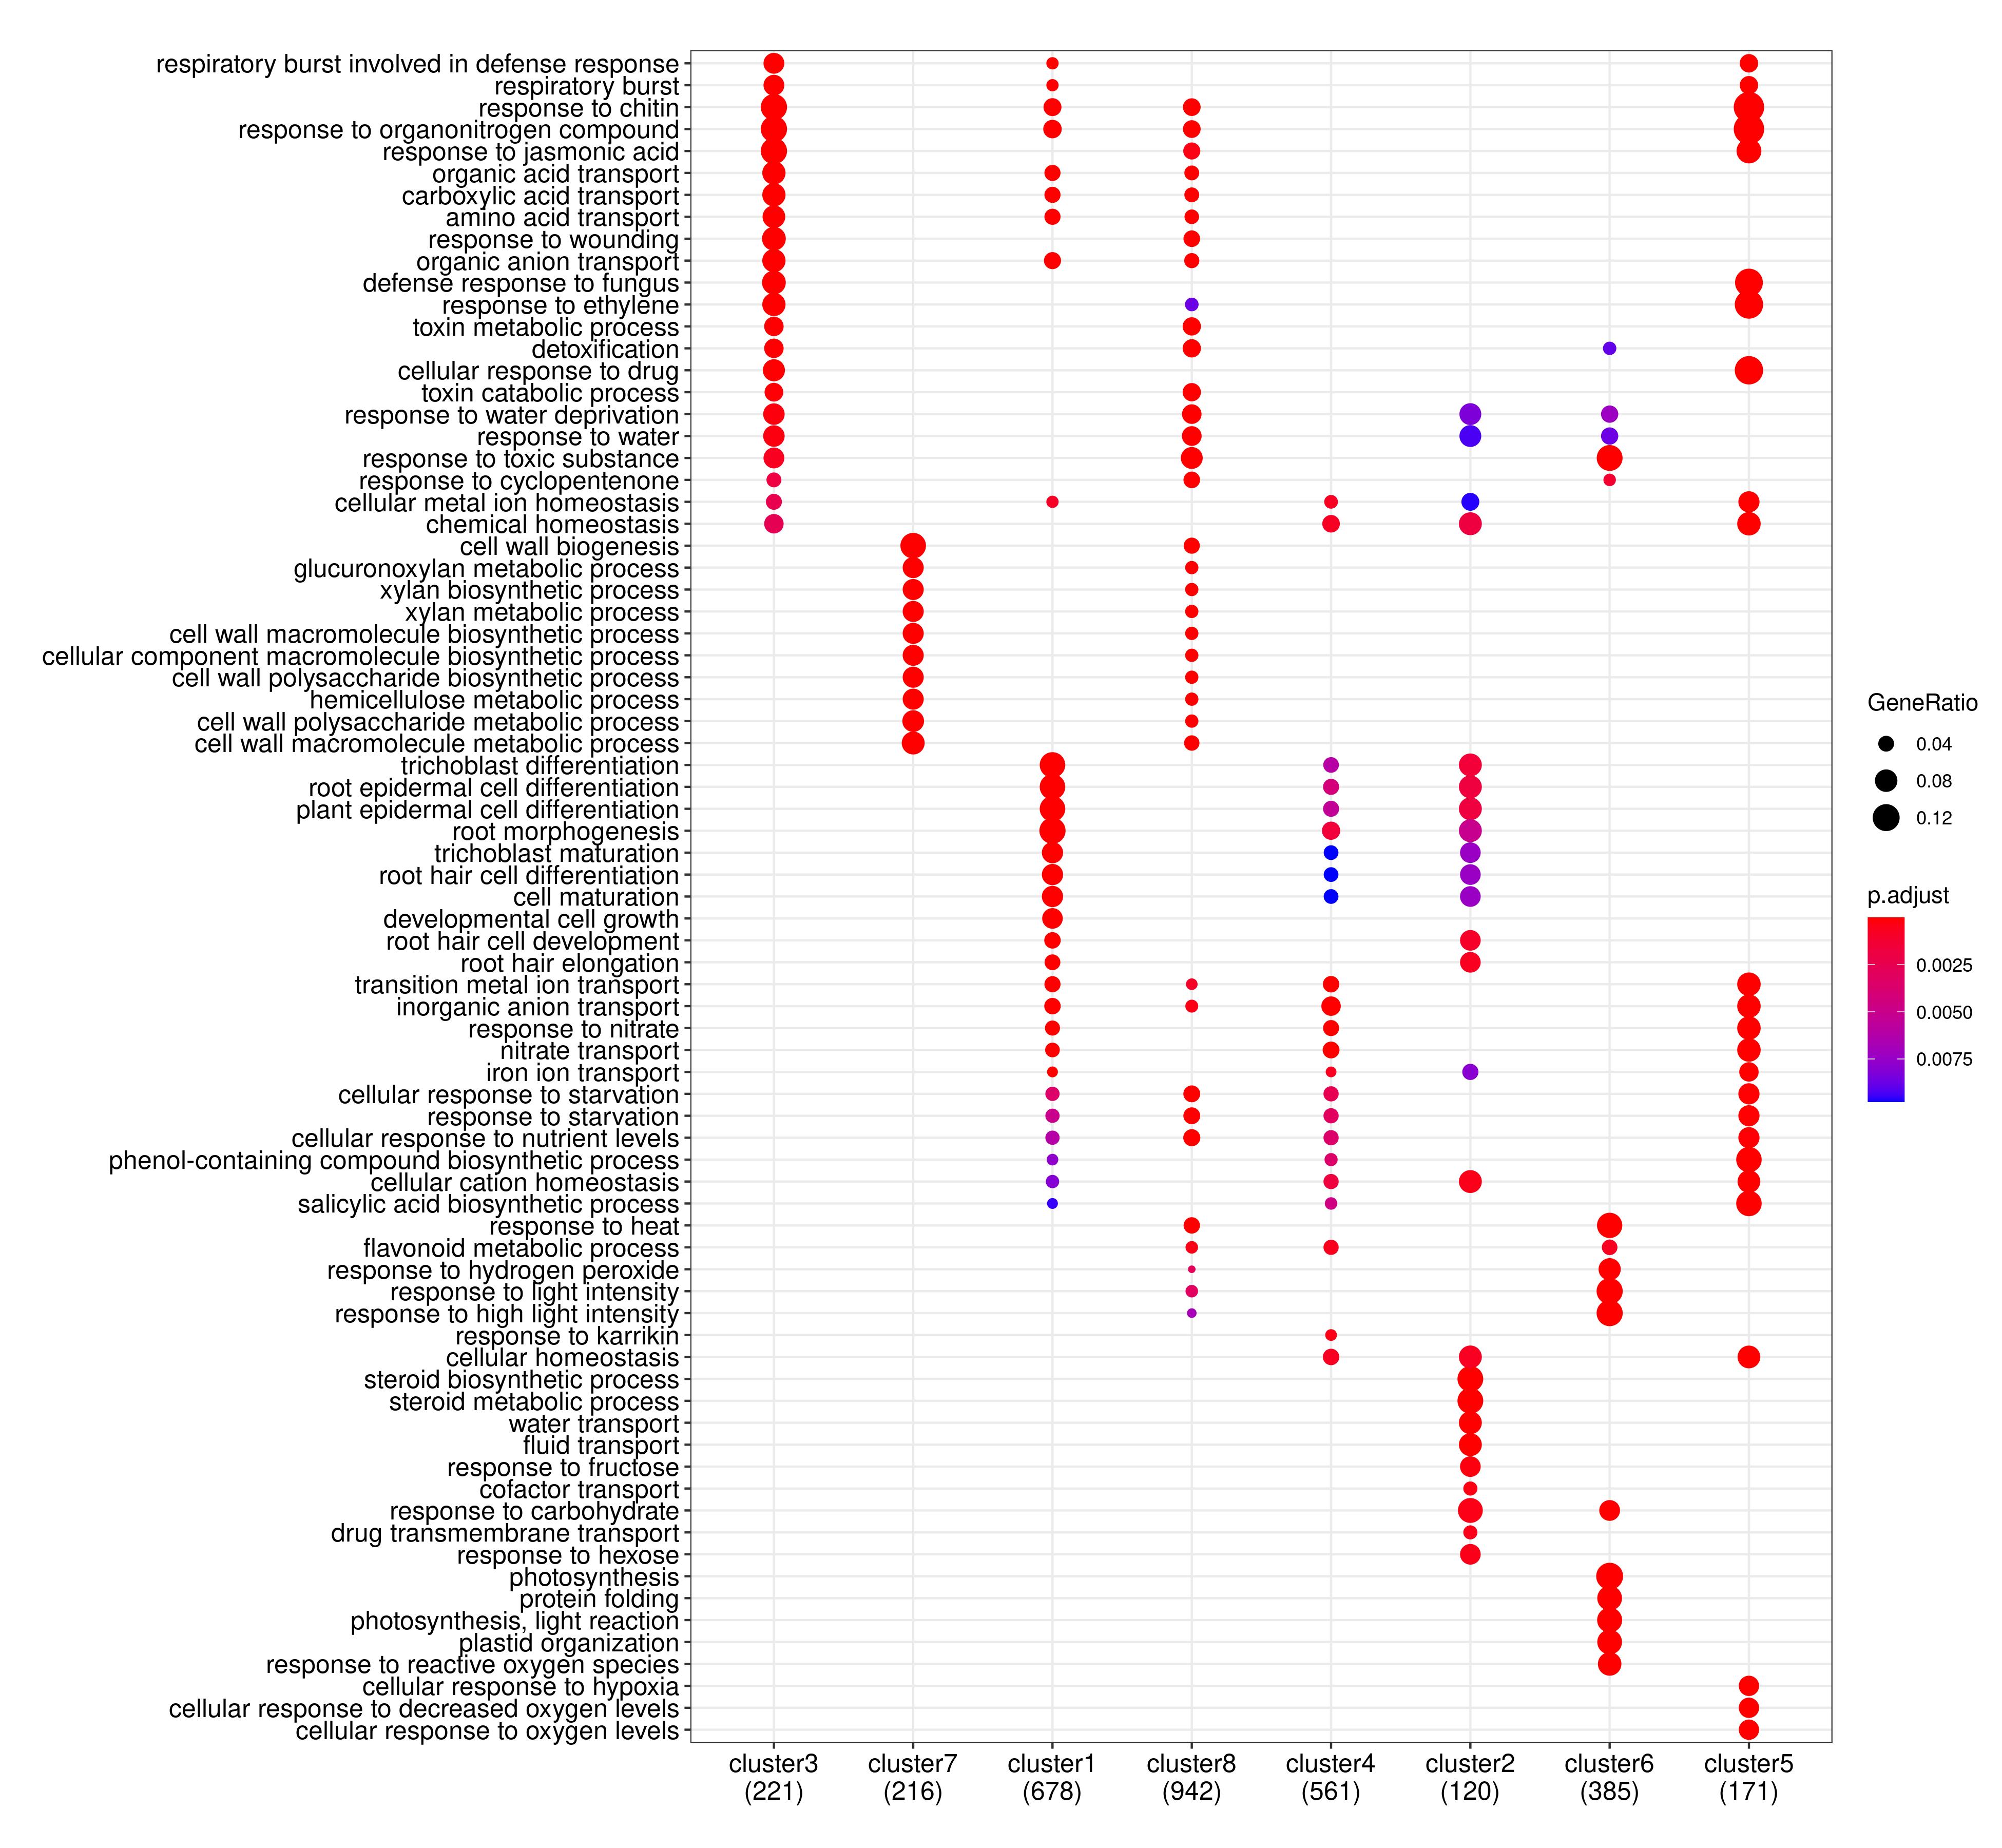 respiratory burst involved in defense response
respiratory burst
response to chitin
response to organonitrogen compound
response to jasmonic acid
organic acid transport
carboxylic acid transport
amino acid transport
response to wounding
organic anion transport
defense response to fungus
response to ethylene
toxin metabolic process
detoxification
cellular response to drug
toxin catabolic process
response to water deprivation
response to water
response to toxic substance
response to cyclopentenone
cellular metal ion homeostasis
chemical homeostasis
cell wall biogenesis
glucuronoxylan metabolic process
xylan biosynthetic process
xylan metabolic process
cell wall macromolecule biosynthetic process
cellular component macromolecule biosynthetic process
cell wall polysaccharide biosynthetic process
hemicellulose metabolic process
cell wall polysaccharide metabolic process
cell wall macromolecule metabolic process
trichoblast differentiation
root epidermal cell differentiation
plant epidermal cell differentiation
root morphogenesis
trichoblast maturation
root hair cell differentiation
cell maturation
developmental cell growth
root hair cell development
root hair elongation
transition metal ion transport
inorganic anion transport
response to nitrate
nitrate transport
iron ion transport
cellular response to starvation
response to starvation
cellular response to nutrient levels
phenol-containing compound biosynthetic process
cellular cation homeostasis
salicylic acid biosynthetic process
response to heat
flavonoid metabolic process
response to hydrogen peroxide
response to light intensity
response to high light intensity
response to karrikin
cellular homeostasis
steroid biosynthetic process
steroid metabolic process
water transport
fluid transport
response to fructose
cofactor transport
response to carbohydrate
drug transmembrane transport
response to hexose
photosynthesis
protein folding
photosynthesis, light reaction
plastid organization
response to reactive oxygen species
cellular response to hypoxia
cellular response to decreased oxygen levels
cellular response to oxygen levels
cluster3 cluster7 cluster1 cluster8 cluster4 cluster2 cluster6 cluster5
(221) (216) (678) (942) (561) (120) (385) (171)
GeneRatio
0.04
0.08
0.12
p.adjust
0.0025
0.0050
0.0075